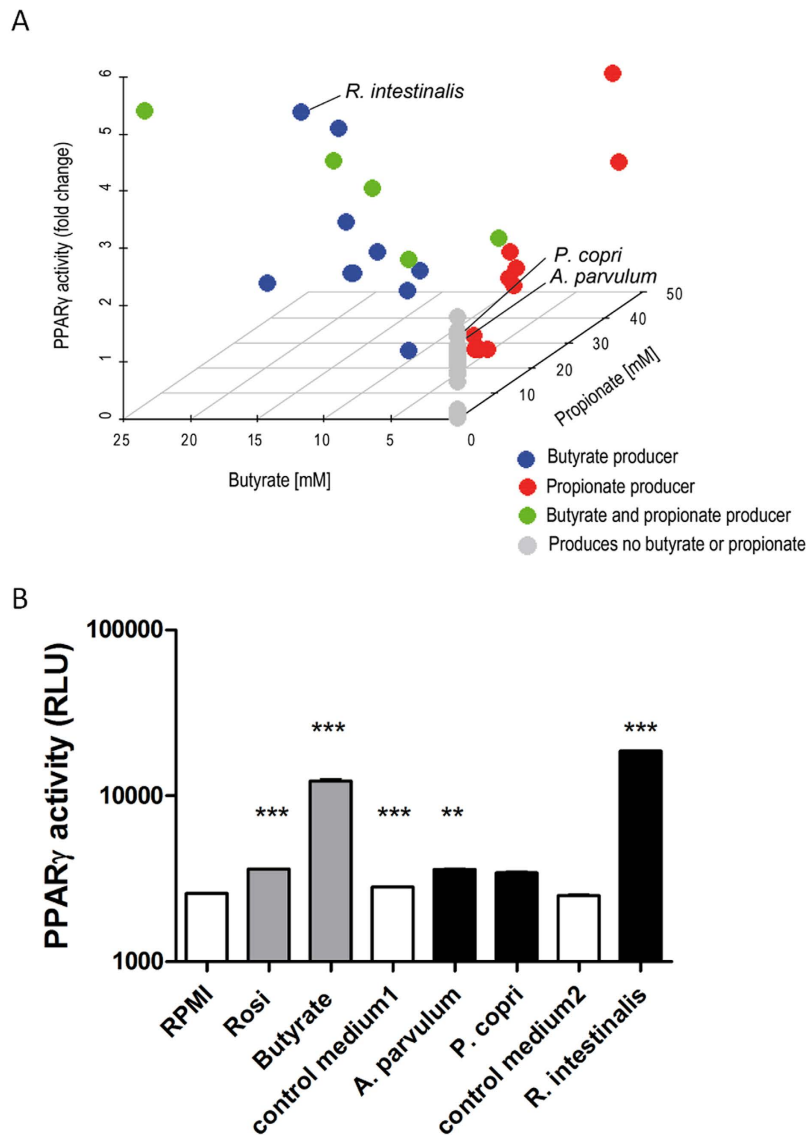 A
PPARγ activity (fold change)
6
5
4
3
2
1
0
R. intestinalis
P. copri
A. parvulum
50
40
30
20
10
Propionate [mM]
25 20 15 10 5 0
Butyrate [mM]
Butyrate producer
Propionate producer
Butyrate and propionate producer
Produces no butyrate or propionate
B
PPARγ activity (RLU)
100000
10000
1000
*** *** *** ** ***
RPMI
Rosi
Butyrate
control medium1
A. parvulum
P. copri
control medium2
R. intestinalis